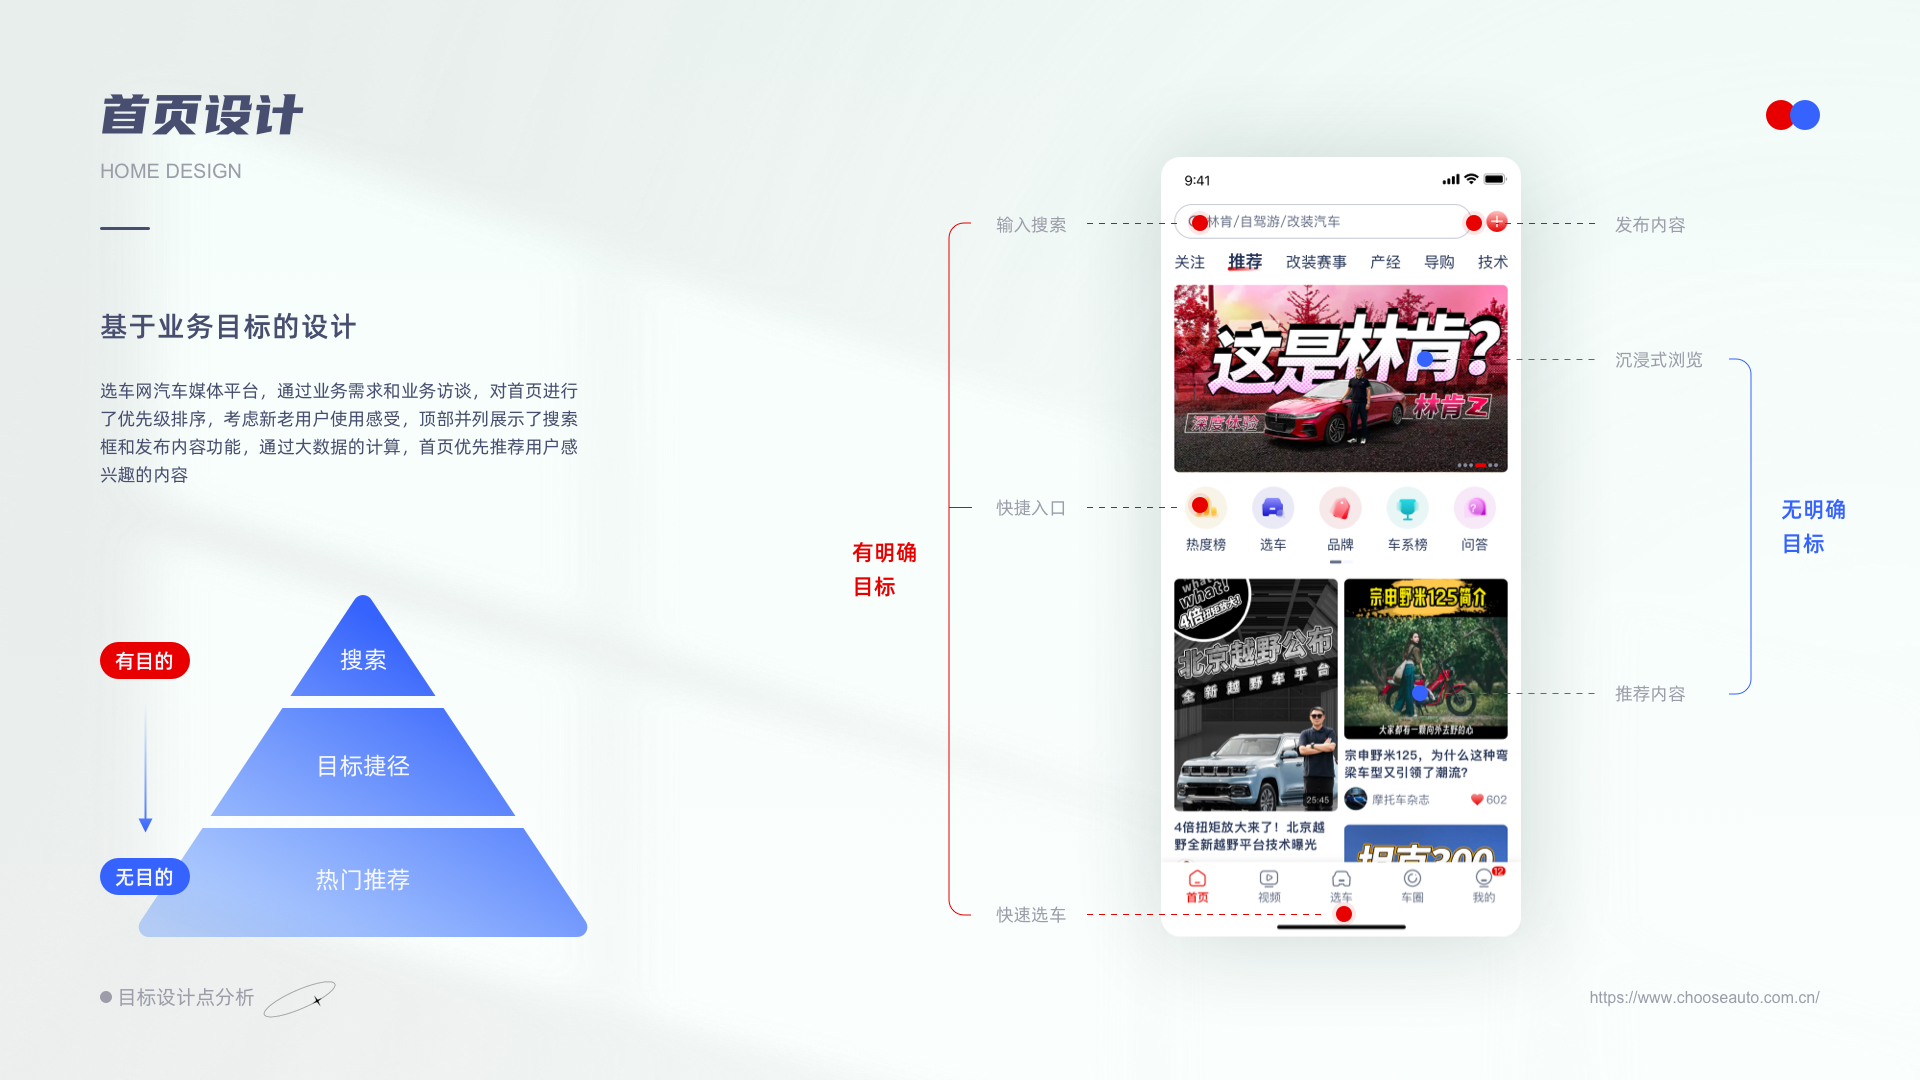 首页设计
HOME DESIGN
基于业务目标的设计
选车网汽车媒体平台，通过业务需求和业务访谈，对首页进行
了优先级排序，考虑新老用户使用感受，顶部并列展示了搜索
框和发布内容功能，通过大数据的计算，首页优先推荐用户感
兴趣的内容
有目的
无目的
搜索
目标捷径
热门推荐
目标设计点分析
有明确
目标
输入搜索
快捷入口
快速选车
9:41
林肯/自驾游/改装汽车
关注 推荐 改装赛事 产经 导购 技术
这是林肯?
林肯Z
深度体验
热度榜 选车 品牌 车系榜 问答
what!
what!
4倍扭矩放大!
北京越野公布
全新越野车平台
25:45
4倍扭矩放大来了！北京越
野全新越野平台技术曝光
宗申野米125简介
大家都有一颗向外去野的心
宗申野米125，为什么这种弯
梁车型又引领了潮流?
摩托车杂志 602
首页 视频 选车 车圈 我的
12
发布内容
沉浸式浏览
推荐内容
无明确
目标
https://www.chooseauto.com.cn/